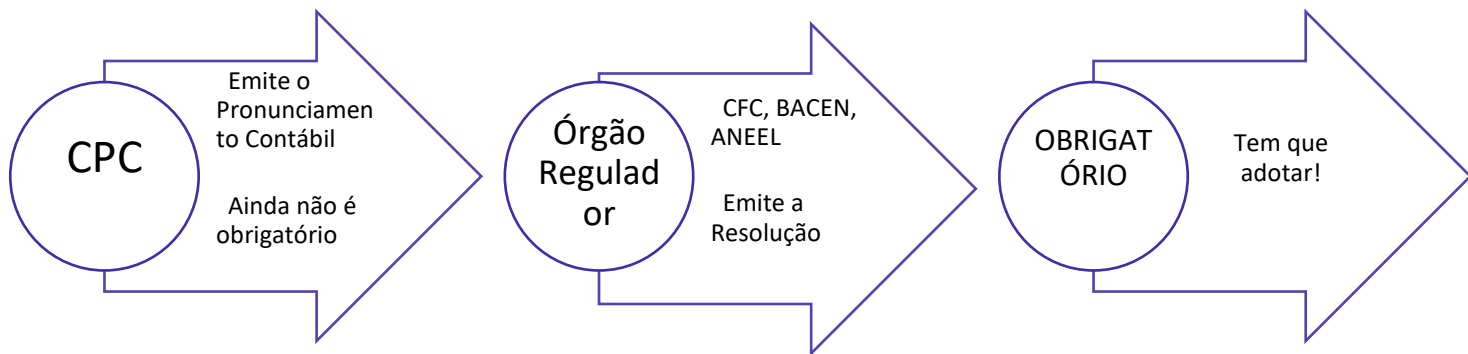 CPC
Emite o
Pronunciamen
to Contábil
Ainda não é
obrigatório
Órgão
Regulad
or
CFC, BACEN,
ANEEL
Emite a
Resolução
OBRIGAT
ÓRIO
Tem que
adotar!